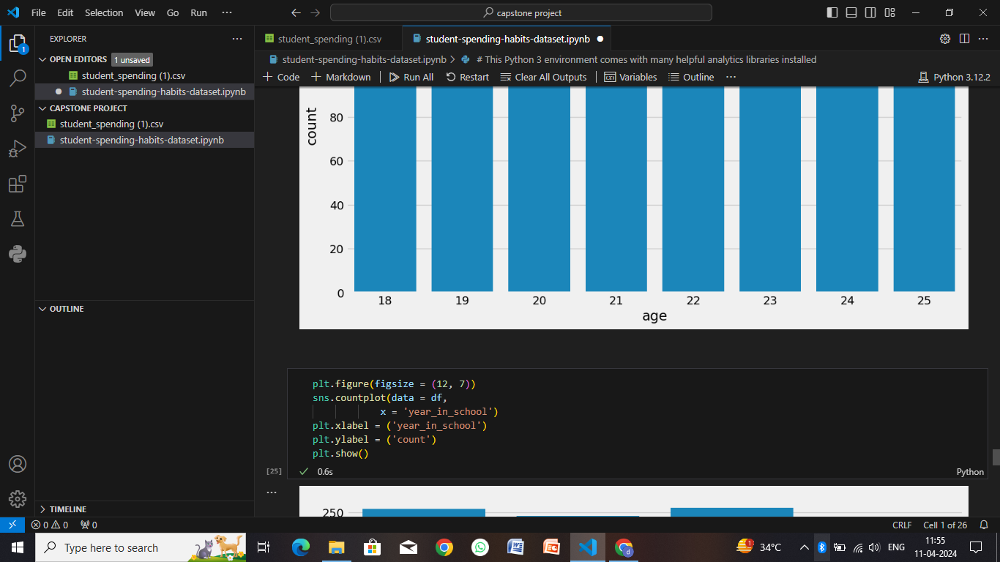 File Edit Selection View Go Run ···
capstone project
EXPLORER ···
student_spending (1).csv
student-spending-habits-dataset.ipynb
OPEN EDITORS 1 unsaved
student_spending (1).csv
student-spending-habits-dataset.ipynb
CAPSTONE PROJECT
student_spending (1).csv
student-spending-habits-dataset.ipynb
OUTLINE
TIMELINE
1
student-spending-habits-dataset.ipynb > # This Python 3 environment comes with many helpful analytics libraries installed
+ Code + Markdown Run All Restart Clear All Outputs Variables Outline ··· Python 3.12.2
count
80
60
40
20
0
18 19 20 21 22 23 24 25
age
plt.figure(figsize = (12, 7))
sns.countplot(data = df,
x = 'year_in_school')
plt.xlabel = ('year_in_school')
plt.ylabel = ('count')
plt.show()
[25] 0.6s Python
···
250
0 0 0 CRLF Cell 1 of 26
Type here to search
1 34°C ENG 11:55
11-04-2024